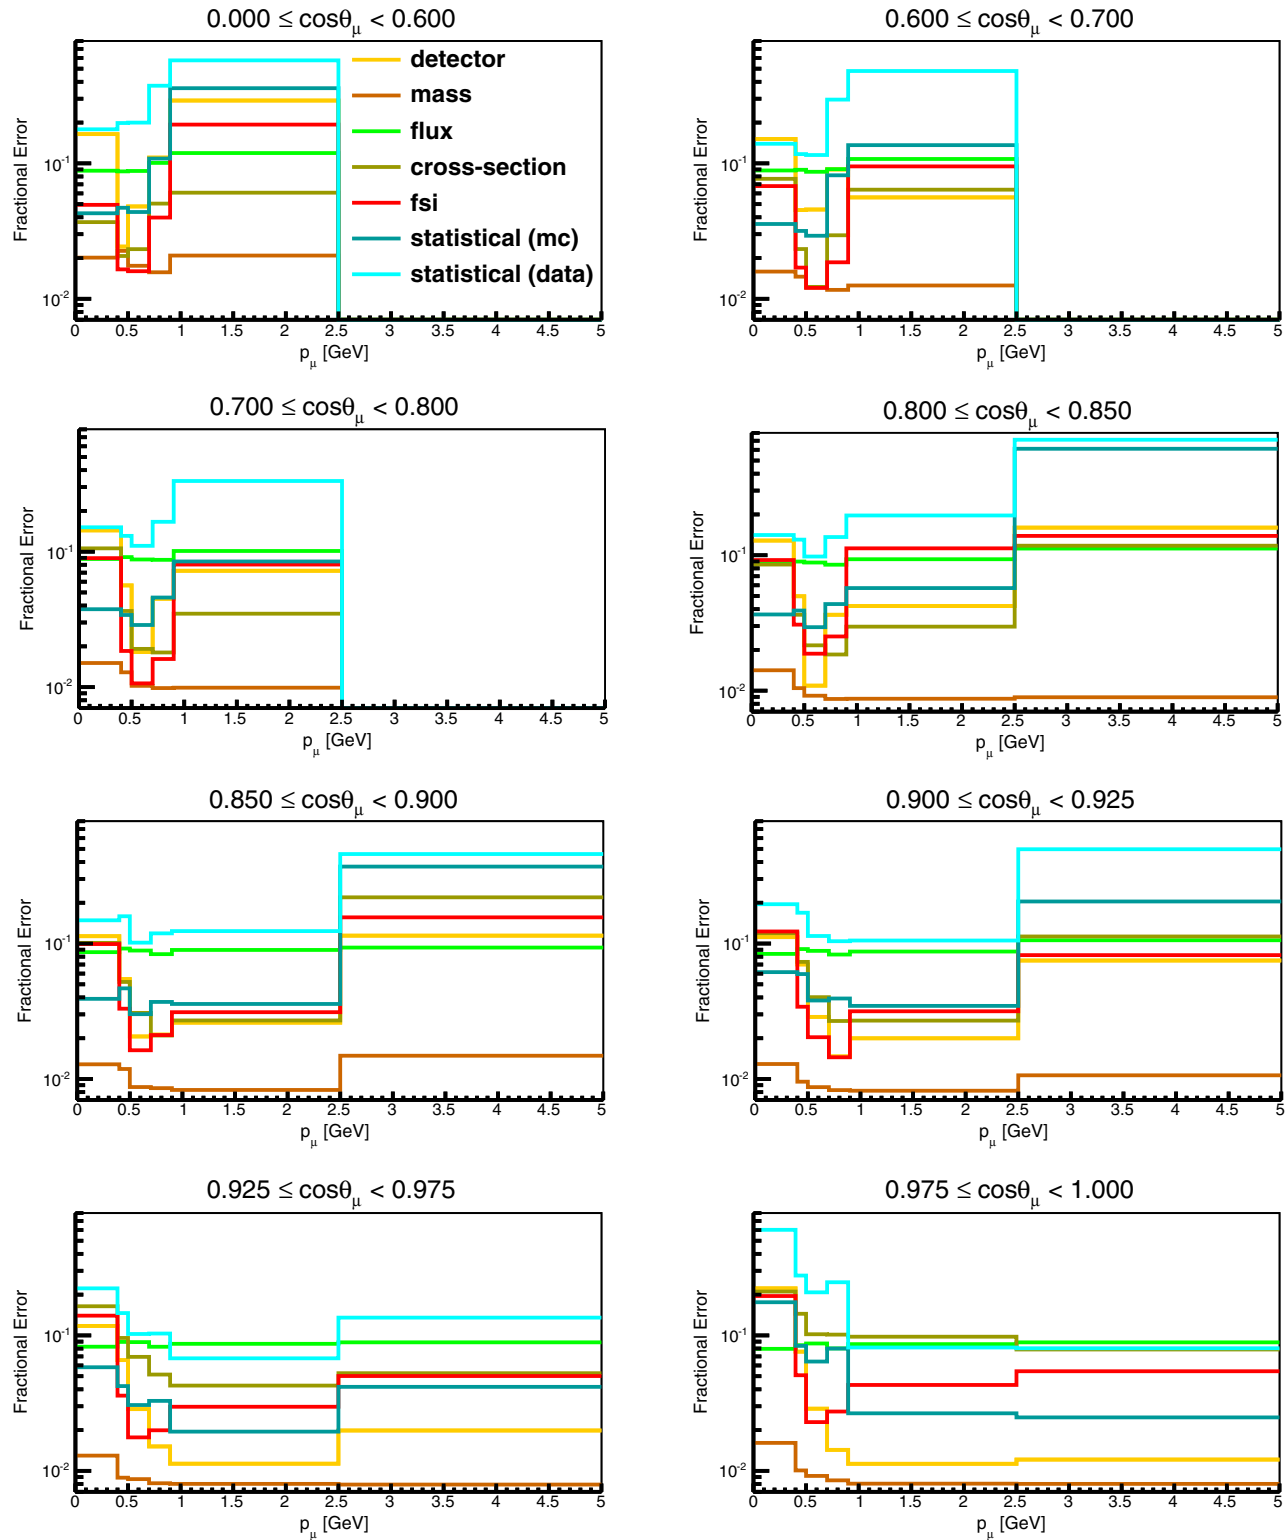 0.000 ≤ cosθμ < 0.600
Fractional Error
10⁻¹
10⁻²
detector
mass
flux
cross-section
fsi
statistical (mc)
statistical (data)
0 0.5 1 1.5 2 2.5 3 3.5 4 4.5 5
pμ [GeV]
0.600 ≤ cosθμ < 0.700
Fractional Error
10⁻¹
10⁻²
0 0.5 1 1.5 2 2.5 3 3.5 4 4.5 5
pμ [GeV]
0.700 ≤ cosθμ < 0.800
Fractional Error
10⁻¹
10⁻²
0 0.5 1 1.5 2 2.5 3 3.5 4 4.5 5
pμ [GeV]
0.800 ≤ cosθμ < 0.850
Fractional Error
10⁻¹
10⁻²
0 0.5 1 1.5 2 2.5 3 3.5 4 4.5 5
pμ [GeV]
0.850 ≤ cosθμ < 0.900
Fractional Error
10⁻¹
10⁻²
0 0.5 1 1.5 2 2.5 3 3.5 4 4.5 5
pμ [GeV]
0.900 ≤ cosθμ < 0.925
Fractional Error
10⁻¹
10⁻²
0 0.5 1 1.5 2 2.5 3 3.5 4 4.5 5
pμ [GeV]
0.925 ≤ cosθμ < 0.975
Fractional Error
10⁻¹
10⁻²
0 0.5 1 1.5 2 2.5 3 3.5 4 4.5 5
pμ [GeV]
0.975 ≤ cosθμ < 1.000
Fractional Error
10⁻¹
10⁻²
0 0.5 1 1.5 2 2.5 3 3.5 4 4.5 5
pμ [GeV]